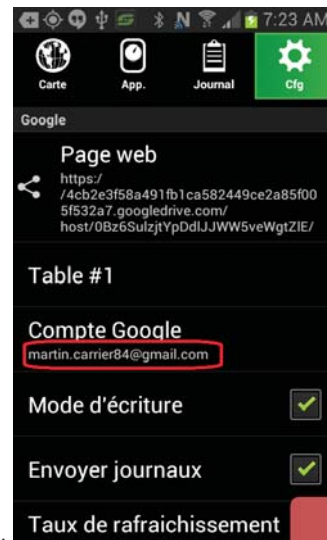 7:23 AM
Carte App. Journal Cfg
Google
Page web
https:/
/4cb2e3f58a491fb1ca582449ce2a85f00
5f532a7.googledrive.com/
host/0Bz6SulzjtYpDdlJJWW5veWgtZlE/
Table #1
Compte Google
martin.carrier84@gmail.com
Mode d'écriture
Envoyer journaux
Taux de rafraichissement